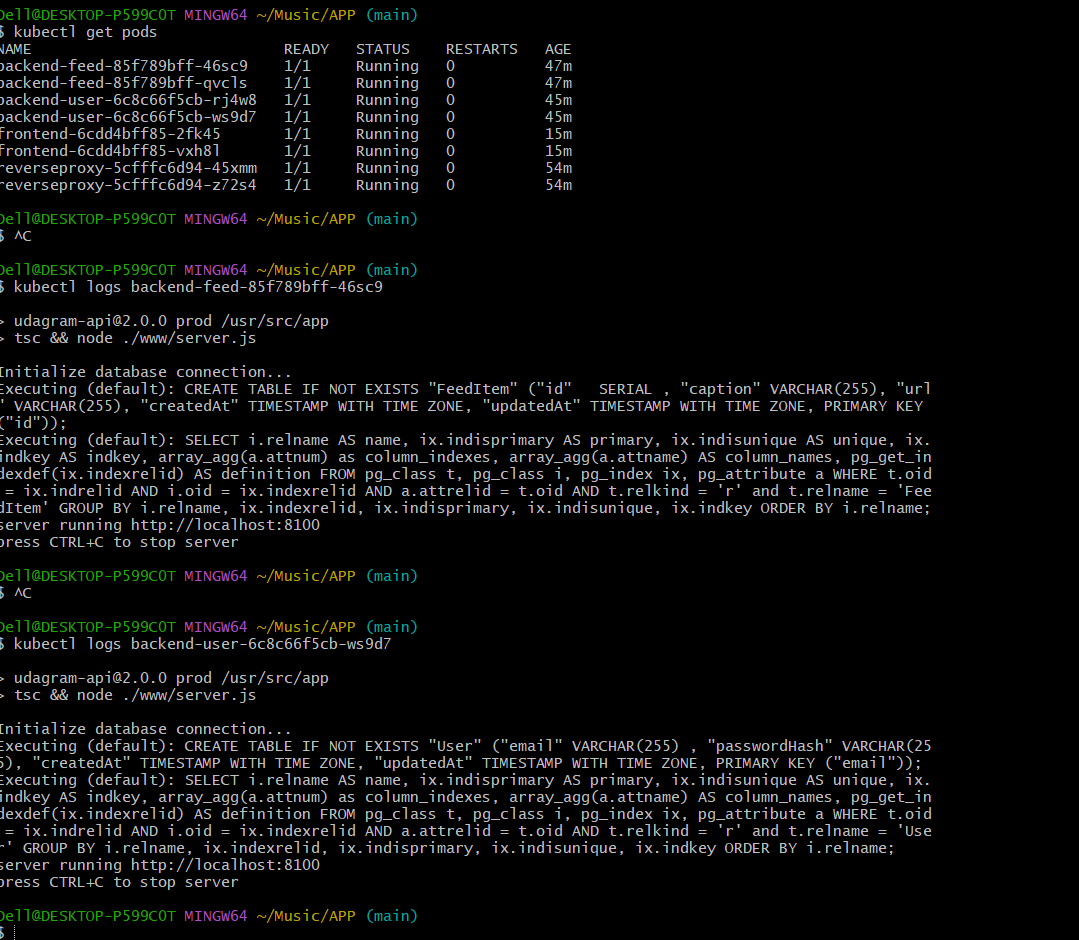 Dell@DESKTOP-P599C0T MINGW64 ~/Music/APP (main)
$ kubectl get pods
NAME READY STATUS RESTARTS AGE
backend-feed-85f789bff-46sc9 1/1 Running 0 47m
backend-feed-85f789bff-qvcls 1/1 Running 0 47m
backend-user-6c8c66f5cb-rj4w8 1/1 Running 0 45m
backend-user-6c8c66f5cb-ws9d7 1/1 Running 0 45m
frontend-6cdd4bff85-2fk45 1/1 Running 0 15m
frontend-6cdd4bff85-vxh8l 1/1 Running 0 15m
reverseproxy-5cfffc6d94-45xmm 1/1 Running 0 54m
reverseproxy-5cfffc6d94-z72s4 1/1 Running 0 54m
Dell@DESKTOP-P599C0T MINGW64 ~/Music/APP (main)
$ ^C
Dell@DESKTOP-P599C0T MINGW64 ~/Music/APP (main)
$ kubectl logs backend-feed-85f789bff-46sc9
> udagram-api@2.0.0 prod /usr/src/app
> tsc && node ./www/server.js
Initialize database connection...
Executing (default): CREATE TABLE IF NOT EXISTS "FeedItem" ("id"   SERIAL , "caption" VARCHAR(255), "url
" VARCHAR(255), "createdAt" TIMESTAMP WITH TIME ZONE, "updatedAt" TIMESTAMP WITH TIME ZONE, PRIMARY KEY
("id"));
Executing (default): SELECT i.relname AS name, ix.indisprimary AS primary, ix.indisunique AS unique, ix.
indkey AS indkey, array_agg(a.attnum) as column_indexes, array_agg(a.attname) AS column_names, pg_get_in
dexdef(ix.indexrelid) AS definition FROM pg_class t, pg_class i, pg_index ix, pg_attribute a WHERE t.oid
= ix.indrelid AND i.oid = ix.indexrelid AND a.attrelid = t.oid AND t.relkind = 'r' and t.relname = 'Fee
dItem' GROUP BY i.relname, ix.indexrelid, ix.indisprimary, ix.indisunique, ix.indkey ORDER BY i.relname;
server running http://localhost:8100
press CTRL+C to stop server
Dell@DESKTOP-P599C0T MINGW64 ~/Music/APP (main)
$ ^C
Dell@DESKTOP-P599C0T MINGW64 ~/Music/APP (main)
$ kubectl logs backend-user-6c8c66f5cb-ws9d7
> udagram-api@2.0.0 prod /usr/src/app
> tsc && node ./www/server.js
Initialize database connection...
Executing (default): CREATE TABLE IF NOT EXISTS "User" ("email" VARCHAR(255) , "passwordHash" VARCHAR(25
5), "createdAt" TIMESTAMP WITH TIME ZONE, "updatedAt" TIMESTAMP WITH TIME ZONE, PRIMARY KEY ("email"));
Executing (default): SELECT i.relname AS name, ix.indisprimary AS primary, ix.indisunique AS unique, ix.
indkey AS indkey, array_agg(a.attnum) as column_indexes, array_agg(a.attname) AS column_names, pg_get_in
dexdef(ix.indexrelid) AS definition FROM pg_class t, pg_class i, pg_index ix, pg_attribute a WHERE t.oid
= ix.indrelid AND i.oid = ix.indexrelid AND a.attrelid = t.oid AND t.relkind = 'r' and t.relname = 'Use
r' GROUP BY i.relname, ix.indexrelid, ix.indisprimary, ix.indisunique, ix.indkey ORDER BY i.relname;
server running http://localhost:8100
press CTRL+C to stop server
Dell@DESKTOP-P599C0T MINGW64 ~/Music/APP (main)
$